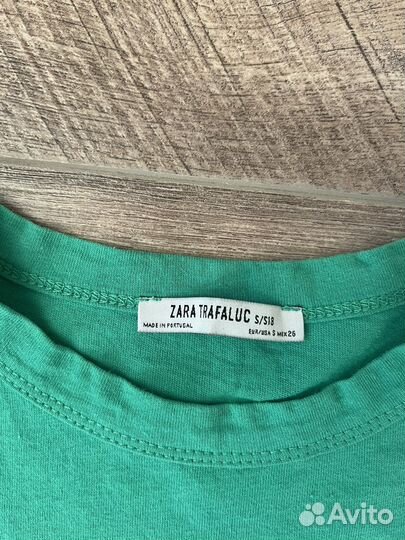 ZARA TRAFALUC S/S18
MADE IN PORTUGAL
EUR/USA S MEX 26
Avito